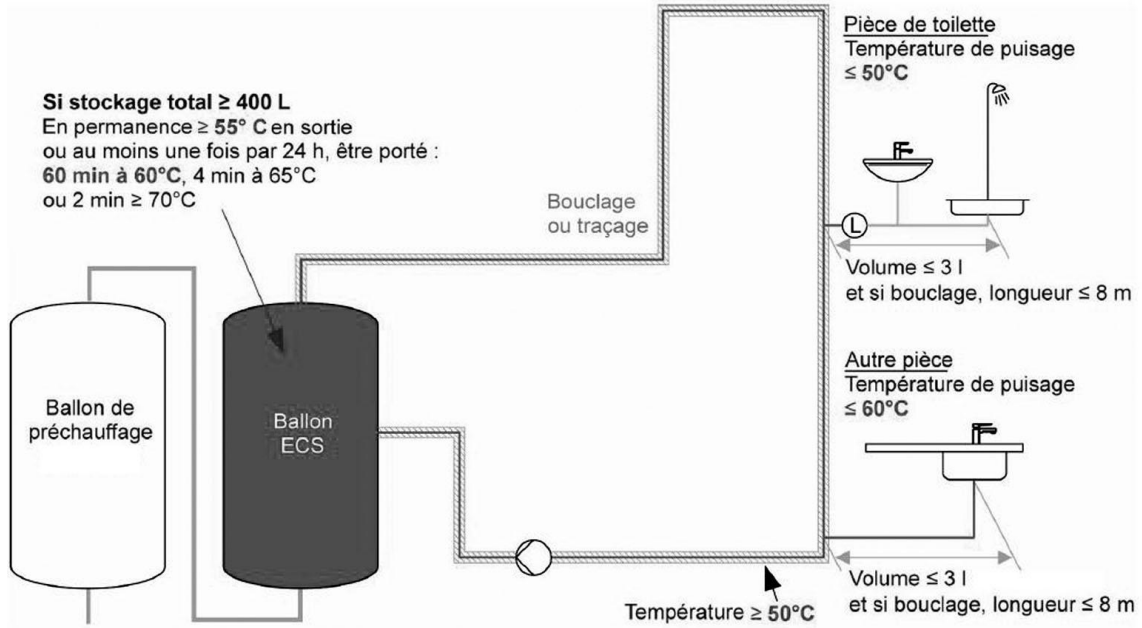 Pièce de toilette
Température de puisage
≤ 50°C
Si stockage total ≥ 400 L
En permanence ≥ 55° C en sortie
ou au moins une fois par 24 h, être porté :
60 min à 60°C, 4 min à 65°C
ou 2 min ≥ 70°C
Bouclage
ou traçage
L
Volume ≤ 3 l
et si bouclage, longueur ≤ 8 m
Autre pièce
Température de puisage
≤ 60°C
Ballon de
préchauffage
Ballon
ECS
Volume ≤ 3 l
et si bouclage, longueur ≤ 8 m
Température ≥ 50°C